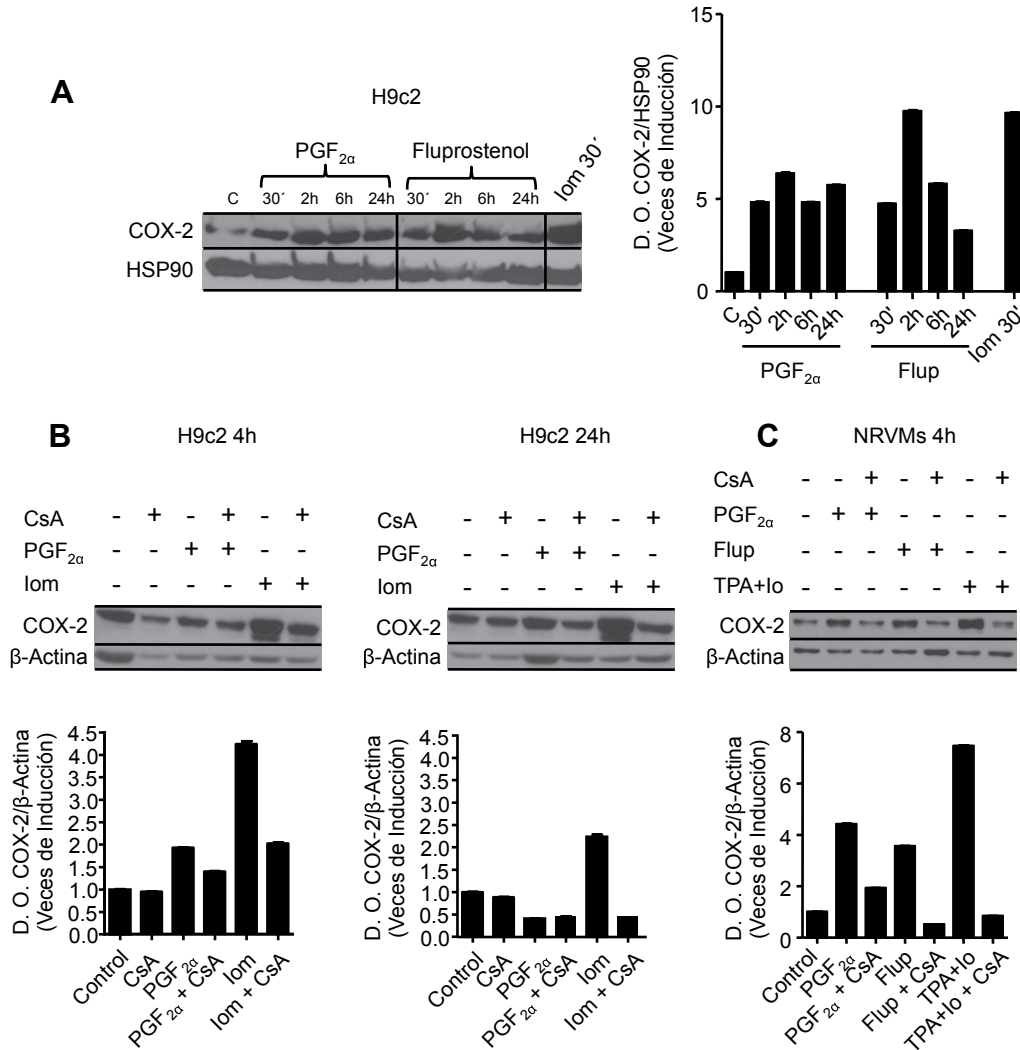 A
H9c2
PGF2α
Fluprostenol
Iom 30´
C 30´ 2h 6h 24h 30´ 2h 6h 24h
COX-2
HSP90
D. O. COX-2/HSP90
(Veces de Inducción)
15
10
5
0
C 30' 2h 6h 24h 30' 2h 6h 24h Iom 30'
PGF2α Flup
B
H9c2 4h
CsA - + - + - +
PGF2α - - + + - -
Iom - - - - + +
COX-2
β-Actina
D. O. COX-2/β-Actina
(Veces de Inducción)
4.5
4.0
3.5
3.0
2.5
2.0
1.5
1.0
0.5
0.0
Control CsA PGF2α PGF2α + CsA Iom Iom + CsA
H9c2 24h
CsA - - - + - +
PGF2α - - + + - -
Iom - - - - + +
COX-2
β-Actina
D. O. COX-2/β-Actina
(Veces de Inducción)
4.5
4.0
3.5
3.0
2.5
2.0
1.5
1.0
0.5
0.0
Control CsA PGF2α PGF2α + CsA Iom Iom + CsA
C
NRVMs 4h
CsA - - + - + - +
PGF2α - + + - - - -
Flup - - - + + - -
TPA+Io - - - - - + +
COX-2
β-Actina
D. O. COX-2/β-Actina
(Veces de Inducción)
8
6
4
2
0
Control PGF2α PGF2α + CsA Flup Flup + CsA TPA+Io TPA+Io + CsA